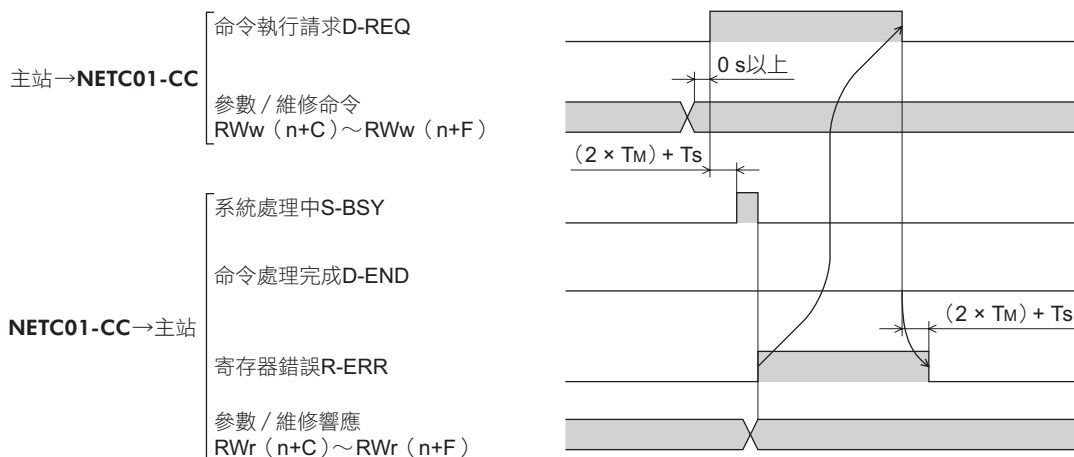 命令執行請求D-REQ
0 s以上
主站→NETC01-CC
參數 / 維修命令
RWw（n+C）～RWw（n+F）
（2 × TM）+ Ts
系統處理中S-BSY
命令處理完成D-END
（2 × TM）+ Ts
NETC01-CC→主站
寄存器錯誤R-ERR
參數 / 維修響應
RWr（n+C）～RWr（n+F）